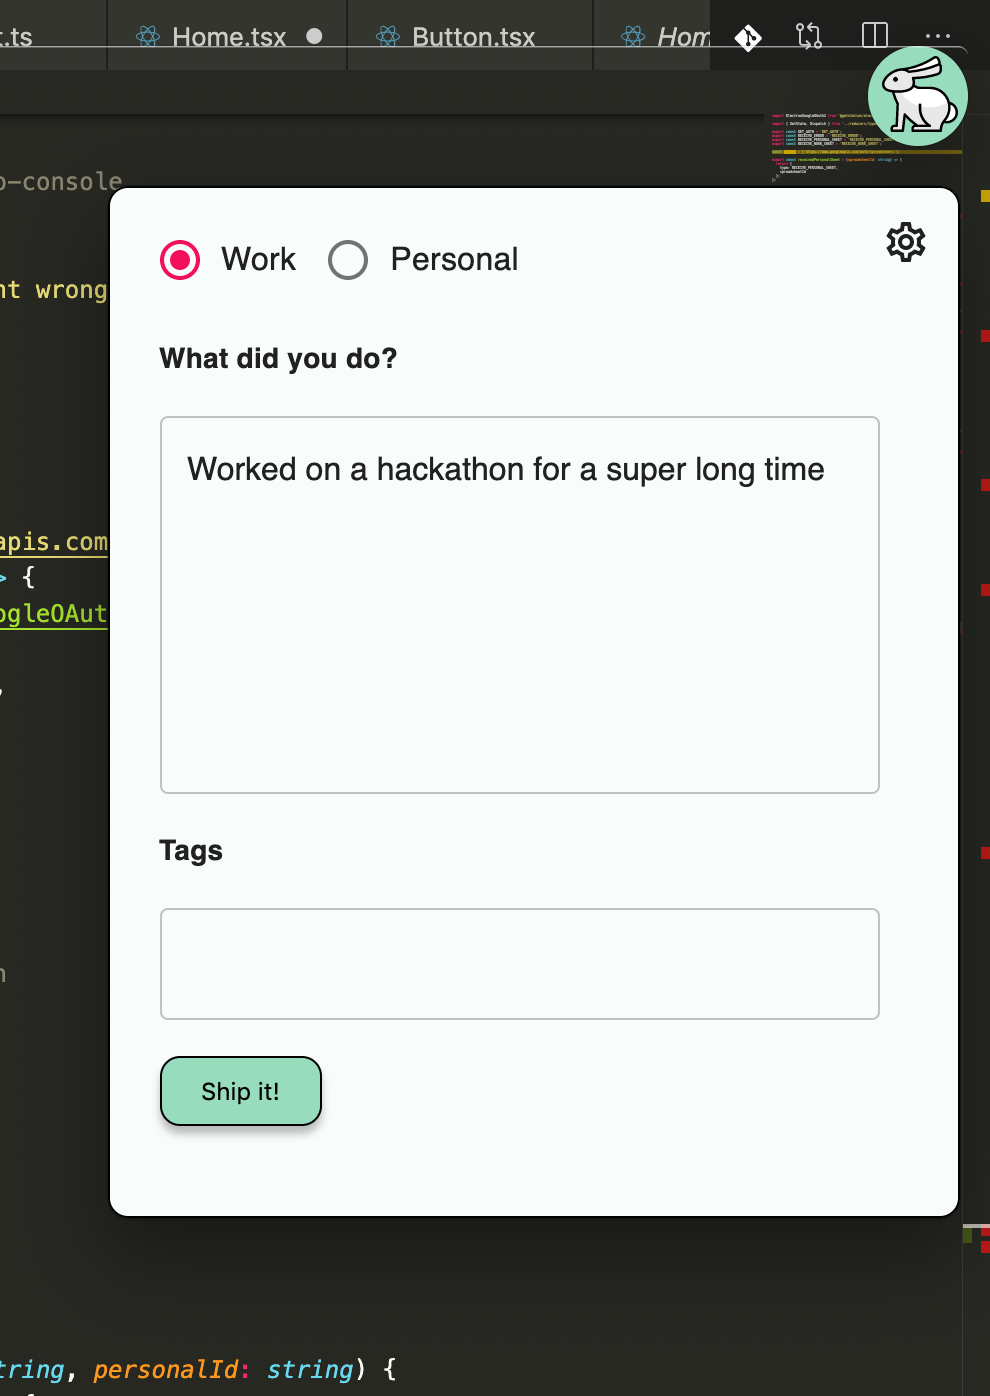 .ts
Home.tsx
Button.tsx
Hom
o-console
Work
Personal
nt wrong
What did you do?
Worked on a hackathon for a super long time
apis.com
> {
ogleOAut
,
Tags
n
Ship it!
tring, personalId: string) {